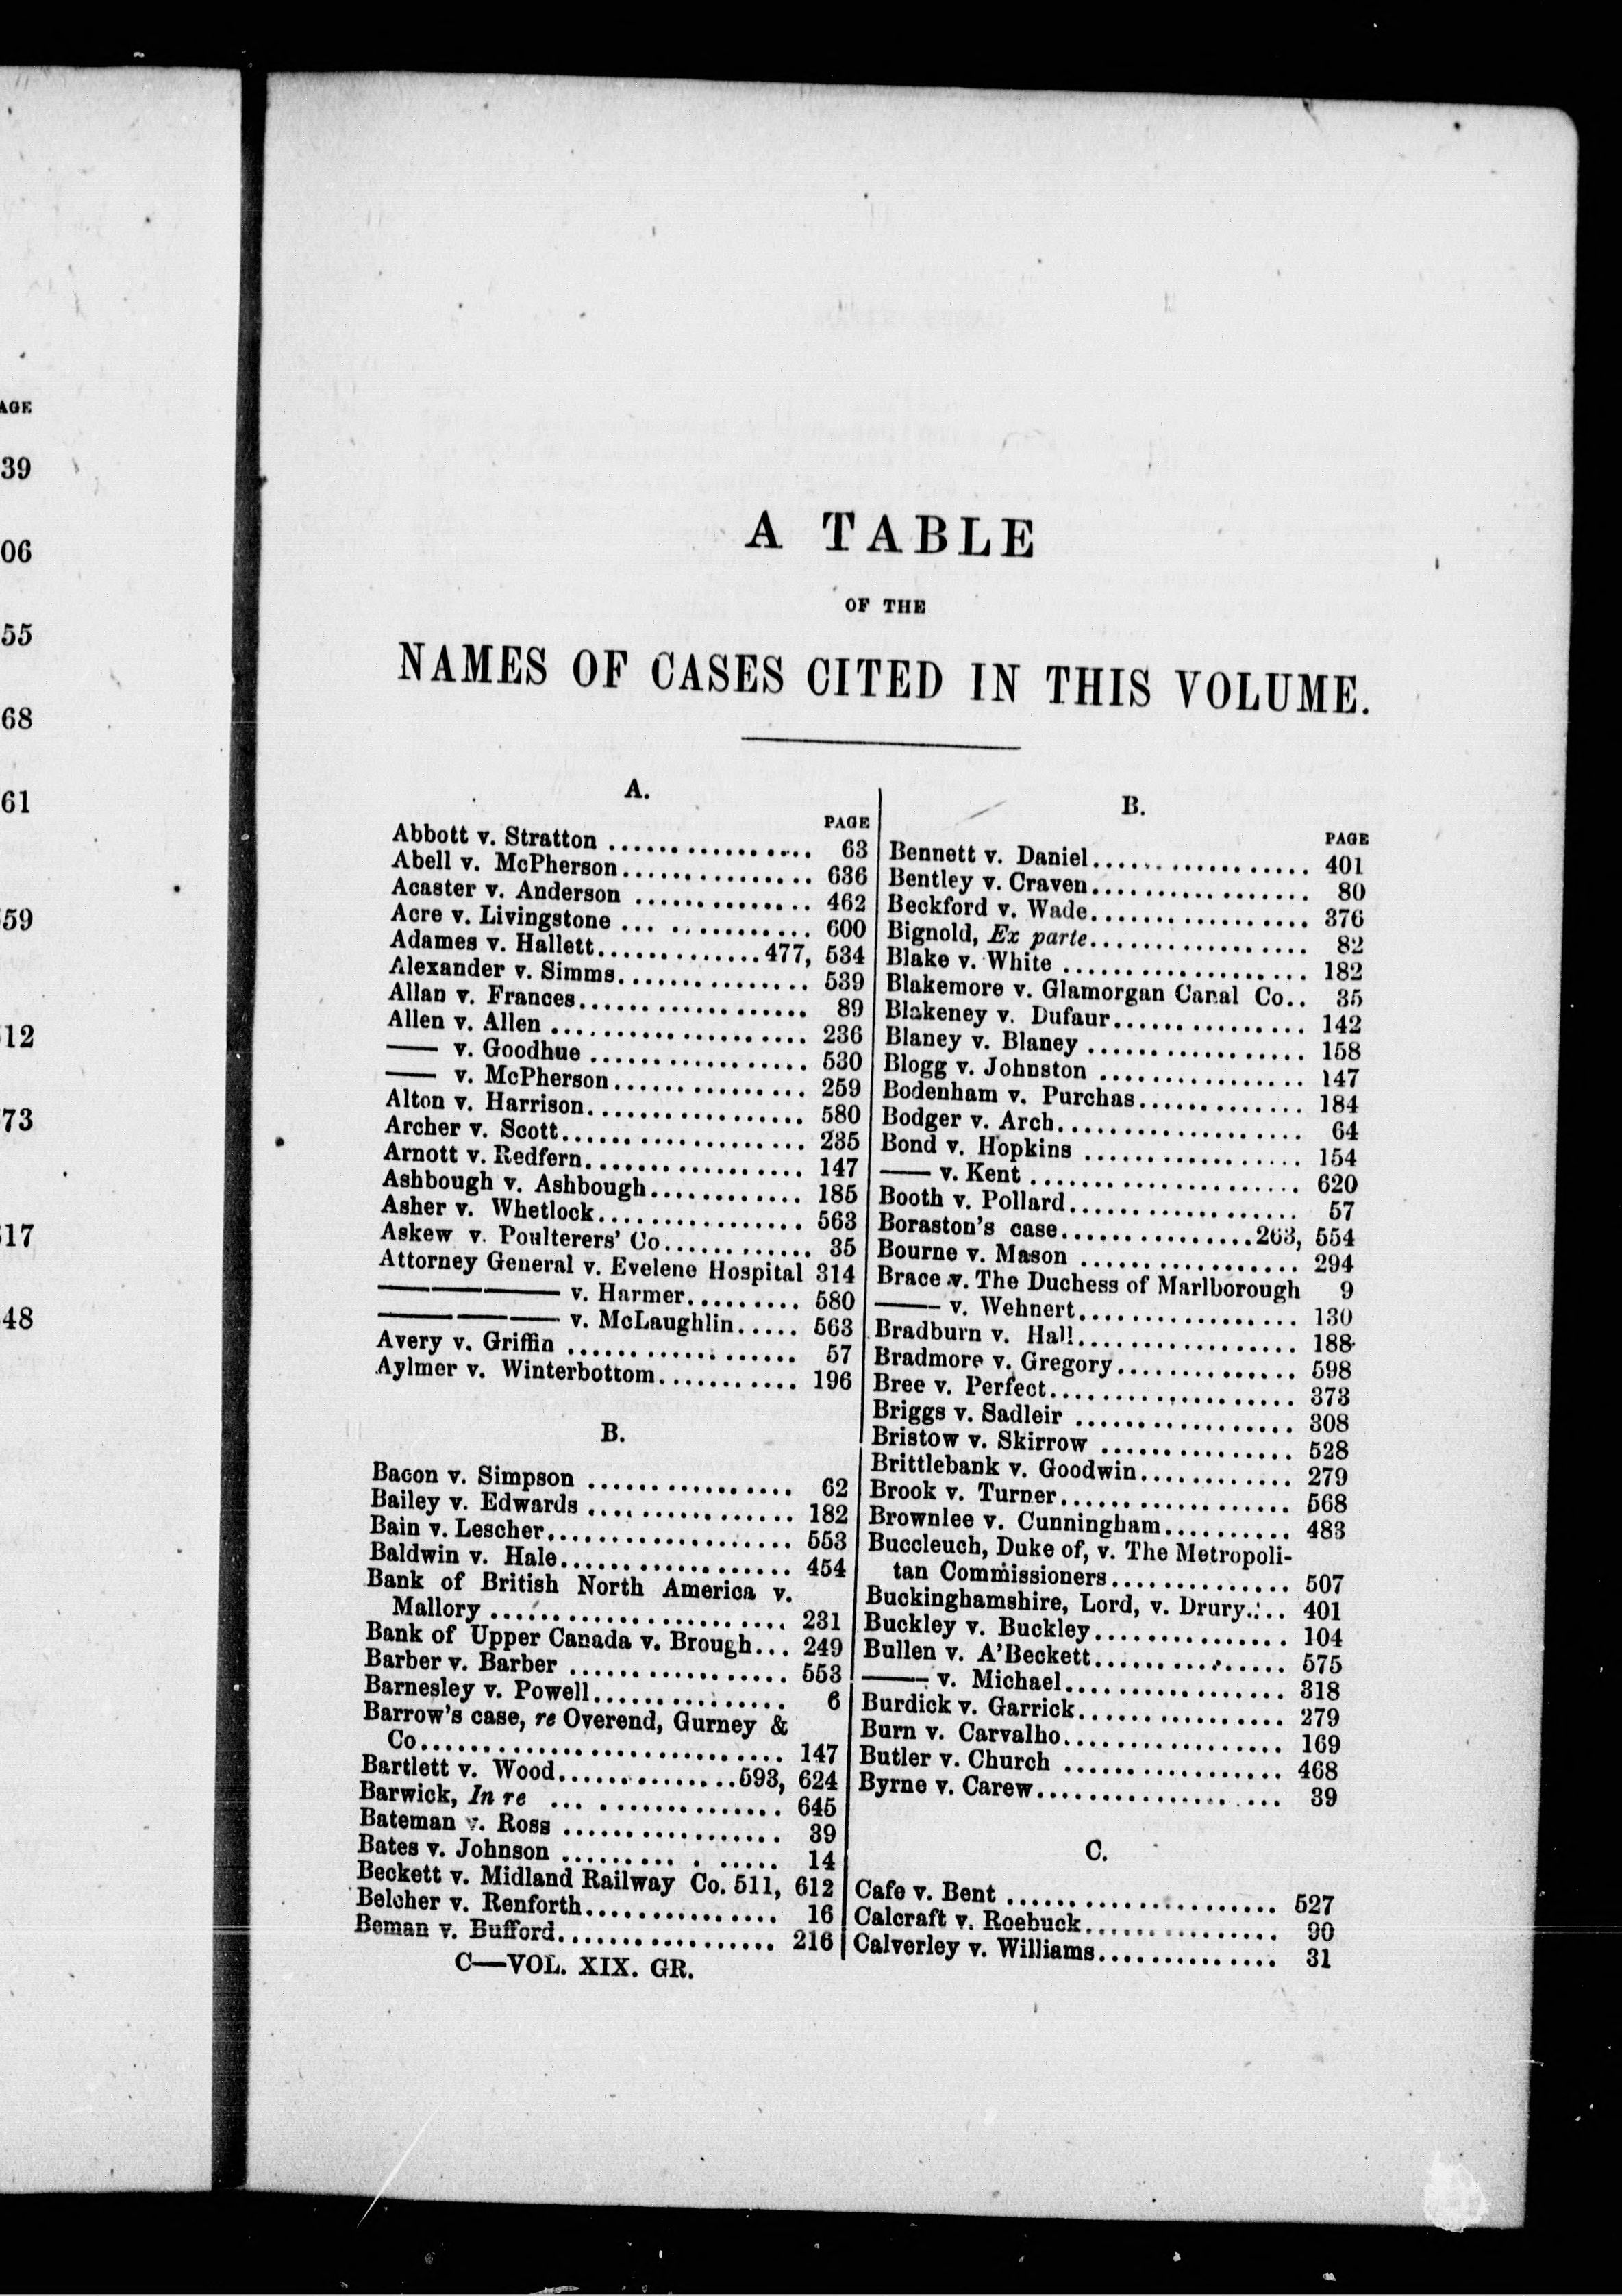 AGE
39
06
55
68
61
59
12
73
17
48
A TABLE
OF THE
NAMES OF CASES CITED IN THIS VOLUME.
A.
PAGE
Abbott v. Stratton ................ 63
Abell v. McPherson............... 636
Acaster v. Anderson .............. 462
Acre v. Livingstone ... ............ 600
Adames v. Hallett..............477, 534
Alexander v. Simms............... 539
Allan v. Frances................... 89
Allen v. Allen .................... 236
—— v. Goodhue ................. 530
—— v. McPherson................ 259
Alton v. Harrison.................. 580
Archer v. Scott.................... 235
Arnott v. Redfern.................. 147
Ashbough v. Ashbough............ 185
Asher v. Whetlock................. 563
Askew v. Poulterers' Co............ 35
Attorney General v. Evelene Hospital 314
—————— v. Harmer......... 580
—————— v. McLaughlin..... 563
Avery v. Griffin ................... 57
Aylmer v. Winterbottom........... 196
B.
Bacon v. Simpson ................. 62
Bailey v. Edwards ................. 182
Bain v. Lescher.................... 553
Baldwin v. Hale................... 454
Bank of British North America v.
Mallory ........................ 231
Bank of Upper Canada v. Brough... 249
Barber v. Barber .................. 553
Barnesley v. Powell................ 6
Barrow's case, re Overend, Gurney &
Co.............................. 147
Bartlett v. Wood...............593, 624
Barwick, In re ... .............. 645
Bateman v. Ross .................. 39
Bates v. Johnson .......... . ..... 14
Beckett v. Midland Railway Co. 511, 612
Belcher v. Renforth................ 16
Beman v. Bufford.................. 216
C—VOL. XIX. GR.
B.
PAGE
Bennett v. Daniel.................. 401
Bentley v. Craven.................. 80
Beckford v. Wade.................. 376
Bignold, Ex parte.................. 82
Blake v. White .................... 182
Blakemore v. Glamorgan Canal Co.. 35
Blakeney v. Dufaur................ 142
Blaney v. Blaney .................. 158
Blogg v. Johnston ................. 147
Bodenham v. Purchas............. 184
Bodger v. Arch.................... 64
Bond v. Hopkins .................. 154
—— v. Kent ...................... 620
Booth v. Pollard................... 57
Boraston's case................263, 554
Bourne v. Mason .................. 294
Brace v. The Duchess of Marlborough 9
—— v. Wehnert.................. 130
Bradburn v. Hall.................. 188
Bradmore v. Gregory............... 598
Bree v. Perfect.................... 373
Briggs v. Sadleir .................. 308
Bristow v. Skirrow ................ 528
Brittlebank v. Goodwin............ 279
Brook v. Turner................... 568
Brownlee v. Cunningham.......... 483
Buccleuch, Duke of, v. The Metropoli-
tan Commissioners.............. 507
Buckinghamshire, Lord, v. Drury.... 401
Buckley v. Buckley................ 104
Bullen v. A'Beckett................ 575
—— v. Michael.................. 318
Burdick v. Garrick................. 279
Burn v. Carvalho.................. 169
Butler v. Church .................. 468
Byrne v. Carew.................... 39
C.
Cafe v. Bent ...................... 527
Calcraft v. Roebuck................ 90
Calverley v. Williams.............. 31